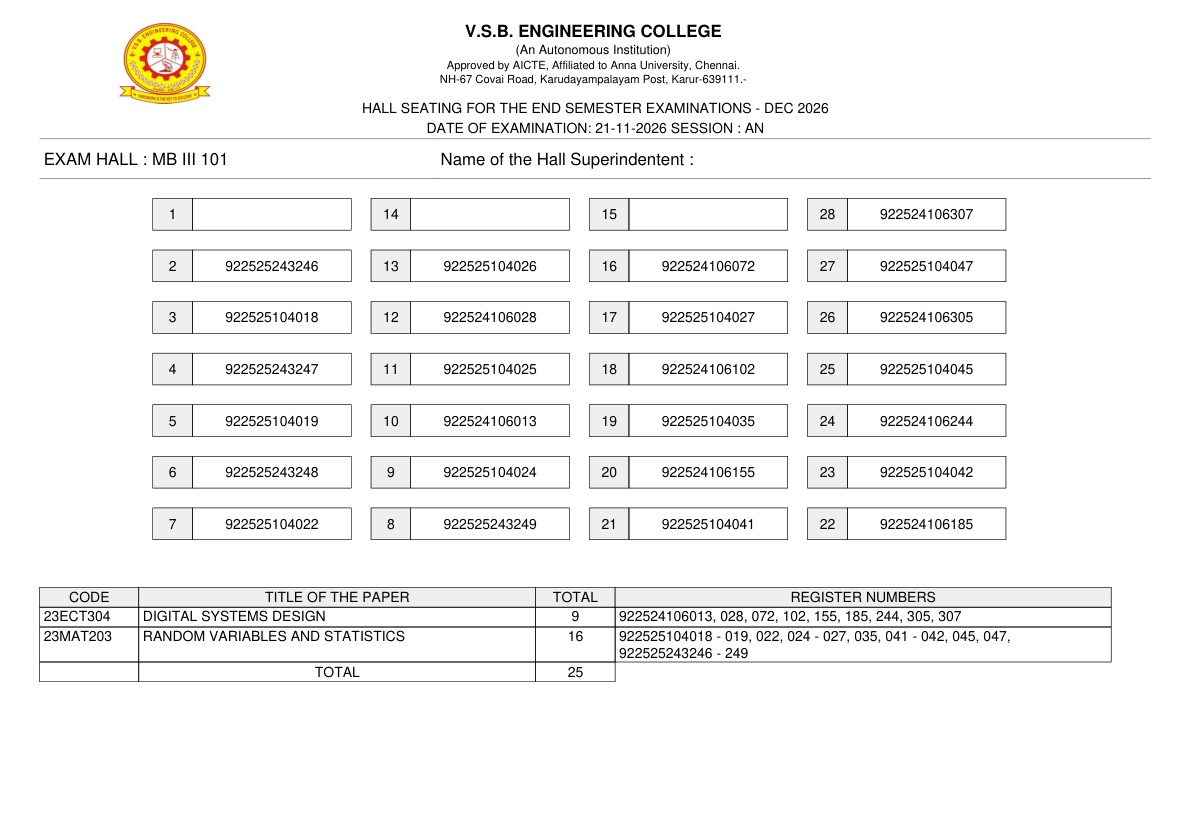 V.S.B. ENGINEERING COLLEGE
(An Autonomous Institution)
Approved by AICTE, Affiliated to Anna University, Chennai.
NH-67 Covai Road, Karudayampalayam Post, Karur-639111.-
HALL SEATING FOR THE END SEMESTER EXAMINATIONS - DEC 2026
DATE OF EXAMINATION: 21-11-2026 SESSION : AN
EXAM HALL : MB III 101 Name of the Hall Superindentent :
1 14 15 28 922524106307
2 922525243246 13 922525104026 16 922524106072 27 922525104047
3 922525104018 12 922524106028 17 922525104027 26 922524106305
4 922525243247 11 922525104025 18 922524106102 25 922525104045
5 922525104019 10 922524106013 19 922525104035 24 922524106244
6 922525243248 9 922525104024 20 922524106155 23 922525104042
7 922525104022 8 922525243249 21 922525104041 22 922524106185
CODE TITLE OF THE PAPER TOTAL REGISTER NUMBERS
23ECT304 DIGITAL SYSTEMS DESIGN 9 922524106013, 028, 072, 102, 155, 185, 244, 305, 307
23MAT203 RANDOM VARIABLES AND STATISTICS 16 922525104018 - 019, 022, 024 - 027, 035, 041 - 042, 045, 047,
922525243246 - 249
TOTAL 25